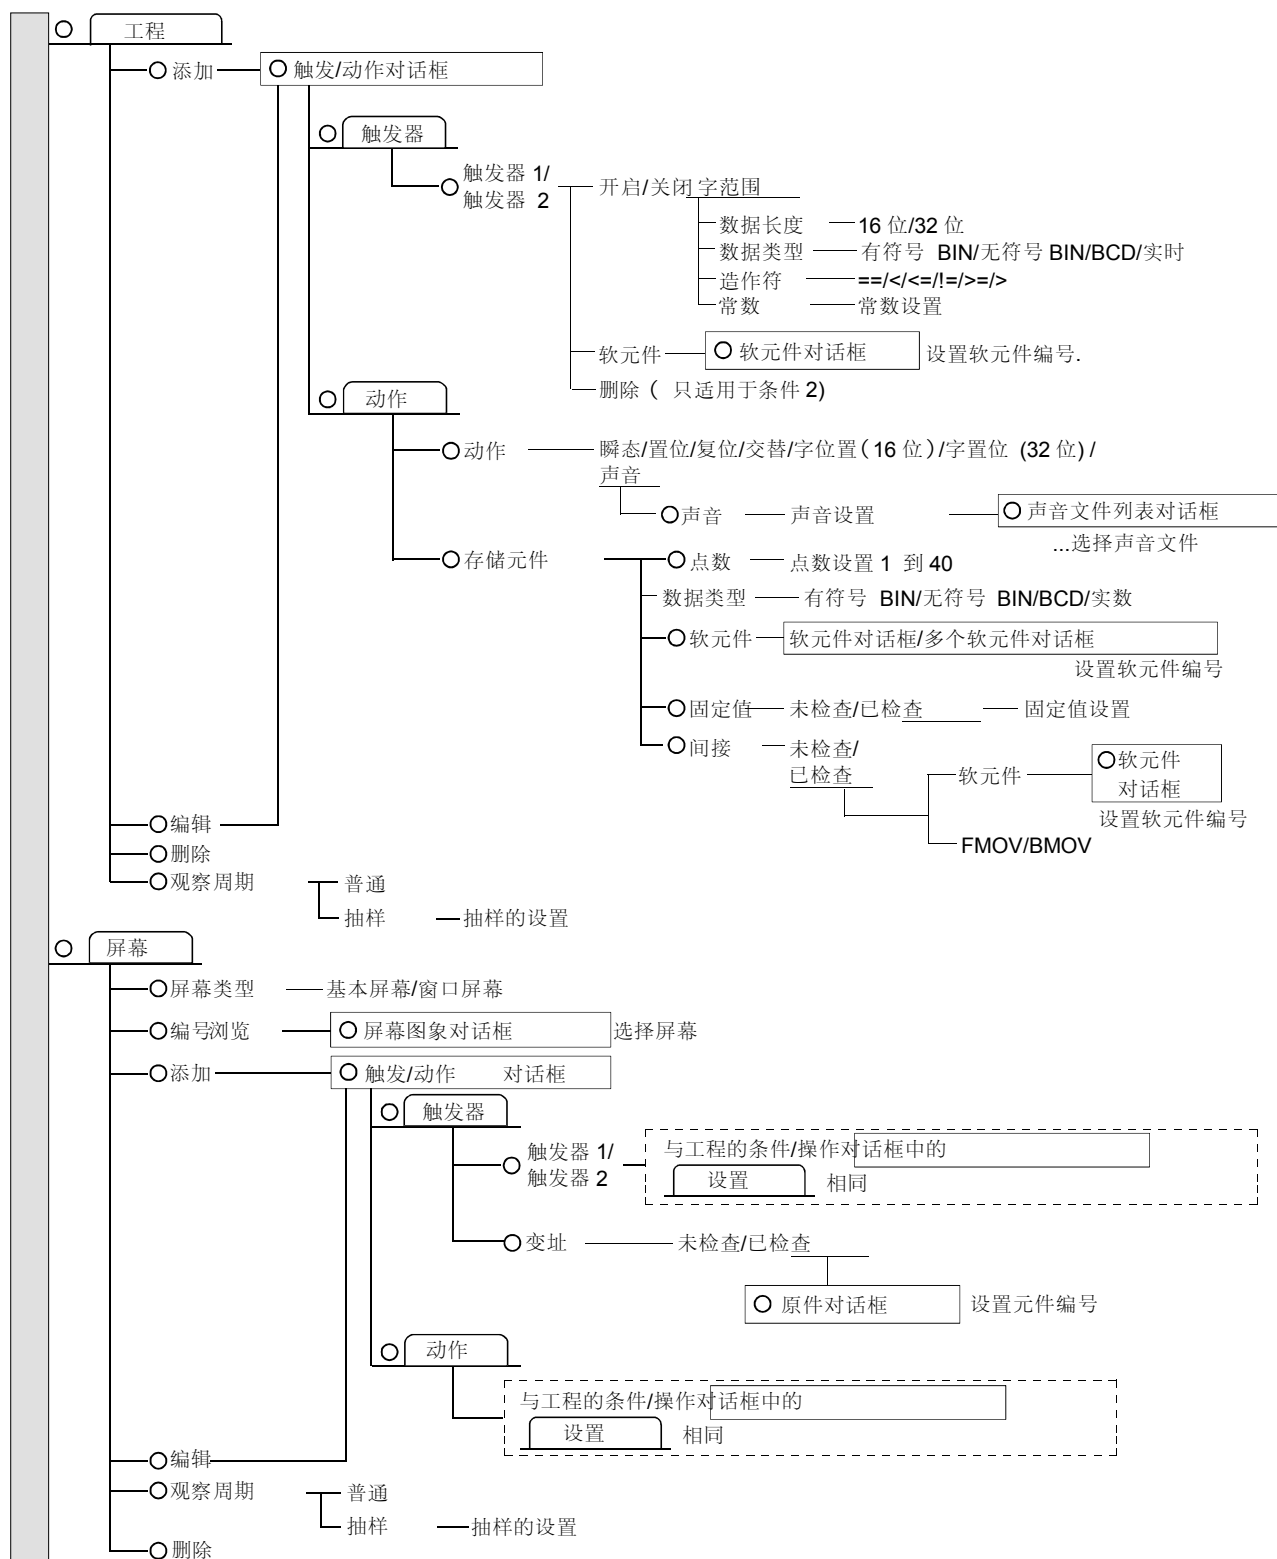 工程
添加 触发/动作对话框
触发器
触发器 1/
触发器 2
开启/关闭 字范围
数据长度 16 位/32 位
数据类型 有符号 BIN/无符号 BIN/BCD/实时
造作符 ==/</<=/!=/>=/>
常数 常数设置
软元件 软元件对话框 设置软元件编号.
删除( 只适用于条件 2)
动作
动作 瞬态/置位/复位/交替/字位置(16 位)/字置位 (32 位)/
声音
声音 声音设置 声音文件列表对话框
...选择声音文件
存储元件 点数 点数设置 1 到 40
数据类型 有符号 BIN/无符号 BIN/BCD/实数
软元件 软元件对话框/多个软元件对话框
设置软元件编号
固定值 未检查/已检查 固定值设置
间接 未检查/
已检查
软元件 软元件
对话框
设置软元件编号
FMOV/BMOV
编辑
删除
观察周期 普通
抽样 抽样的设置
屏幕
屏幕类型 基本屏幕/窗口屏幕
编号浏览 屏幕图象对话框 选择屏幕
添加 触发/动作 对话框
触发器
触发器 1/
触发器 2
与工程的条件/操作对话框中的
设置 相同
变址 未检查/已检查
原件对话框 设置元件编号
动作
与工程的条件/操作对话框中的
设置 相同
编辑
观察周期 普通
抽样 抽样的设置
删除